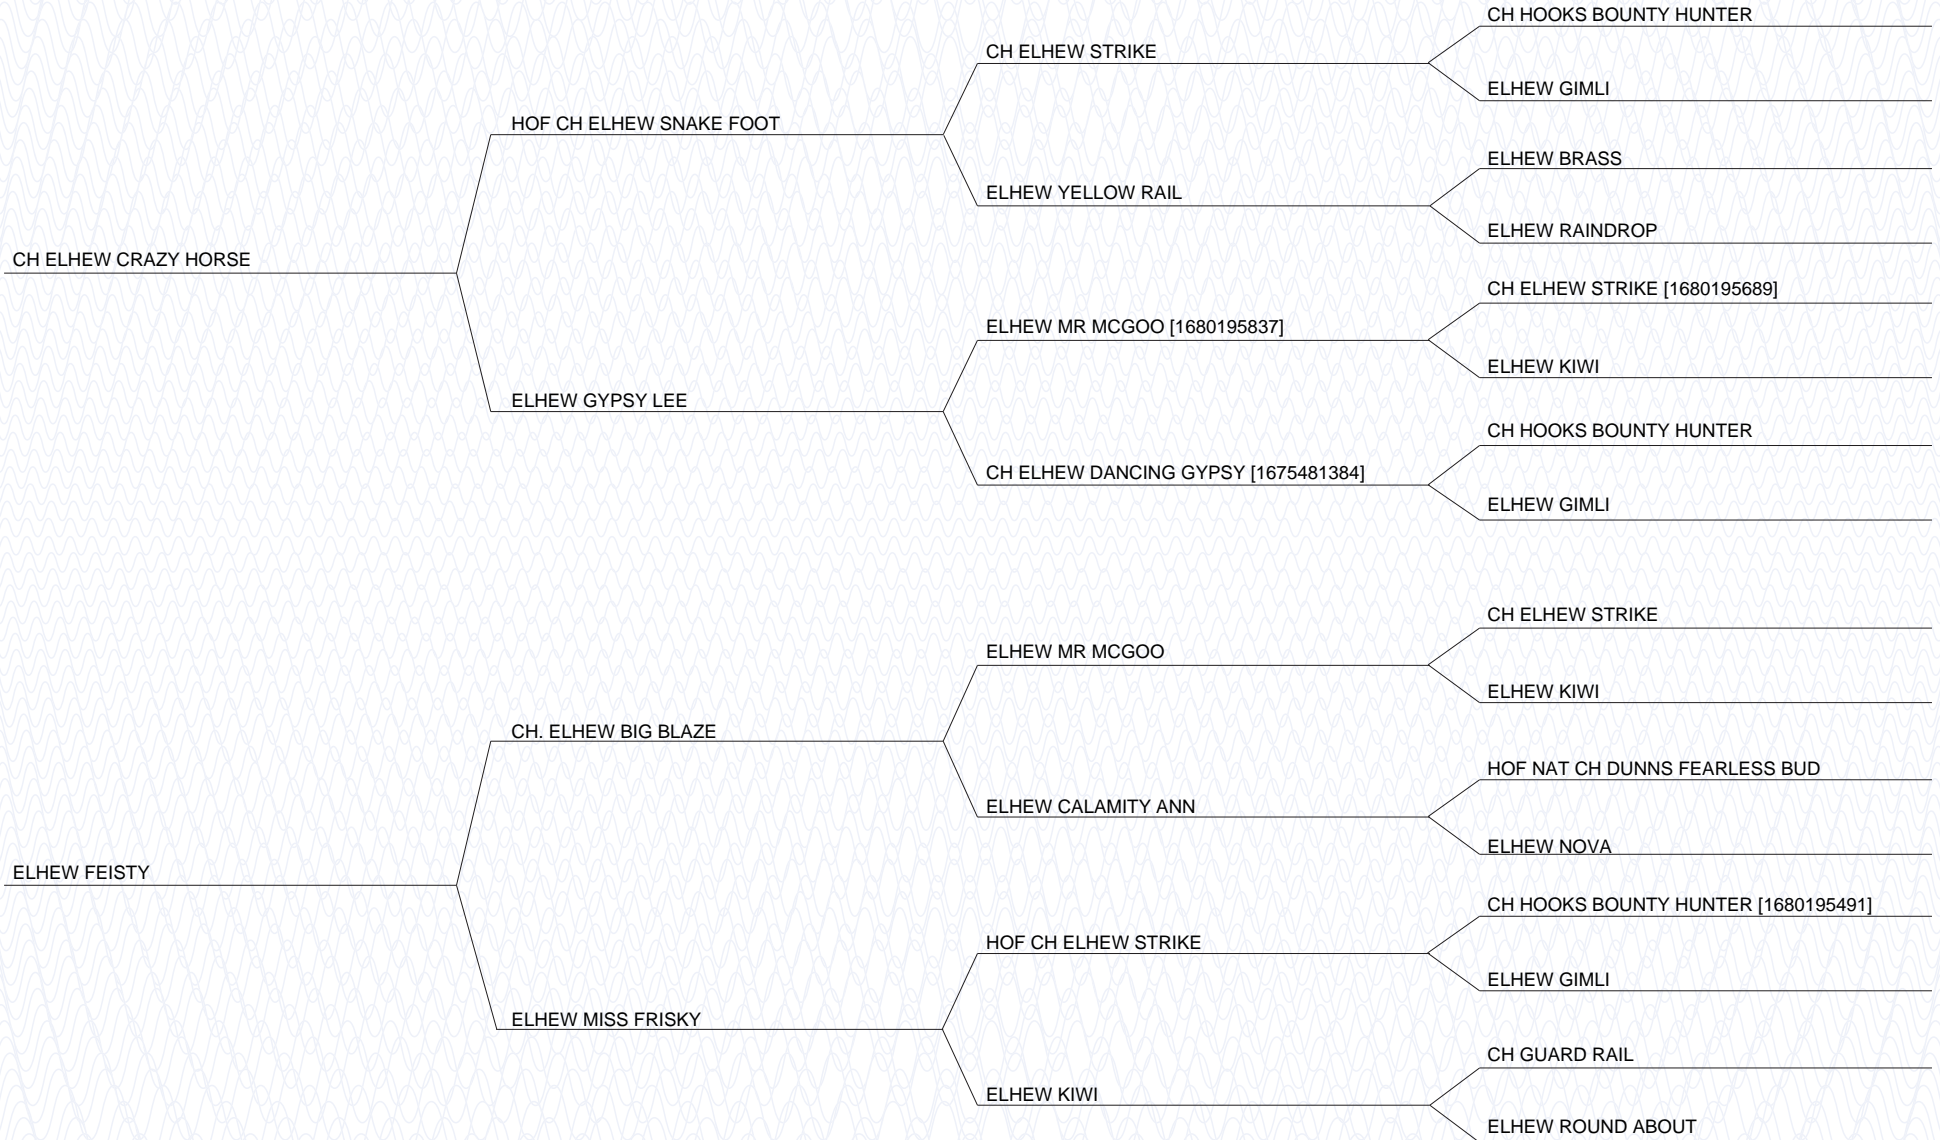 CH HOOKS BOUNTY HUNTER
CH ELHEW STRIKE
ELHEW GIMLI
HOF CH ELHEW SNAKE FOOT
ELHEW BRASS
ELHEW YELLOW RAIL
ELHEW RAINDROP
CH ELHEW CRAZY HORSE
CH ELHEW STRIKE [1680195689]
ELHEW MR MCGOO [1680195837]
ELHEW KIWI
ELHEW GYPSY LEE
CH HOOKS BOUNTY HUNTER
CH ELHEW DANCING GYPSY [1675481384]
ELHEW GIMLI
CH ELHEW STRIKE
ELHEW MR MCGOO
ELHEW KIWI
CH. ELHEW BIG BLAZE
HOF NAT CH DUNNS FEARLESS BUD
ELHEW CALAMITY ANN
ELHEW NOVA
ELHEW FEISTY
CH HOOKS BOUNTY HUNTER [1680195491]
HOF CH ELHEW STRIKE
ELHEW GIMLI
ELHEW MISS FRISKY
CH GUARD RAIL
ELHEW KIWI
ELHEW ROUND ABOUT